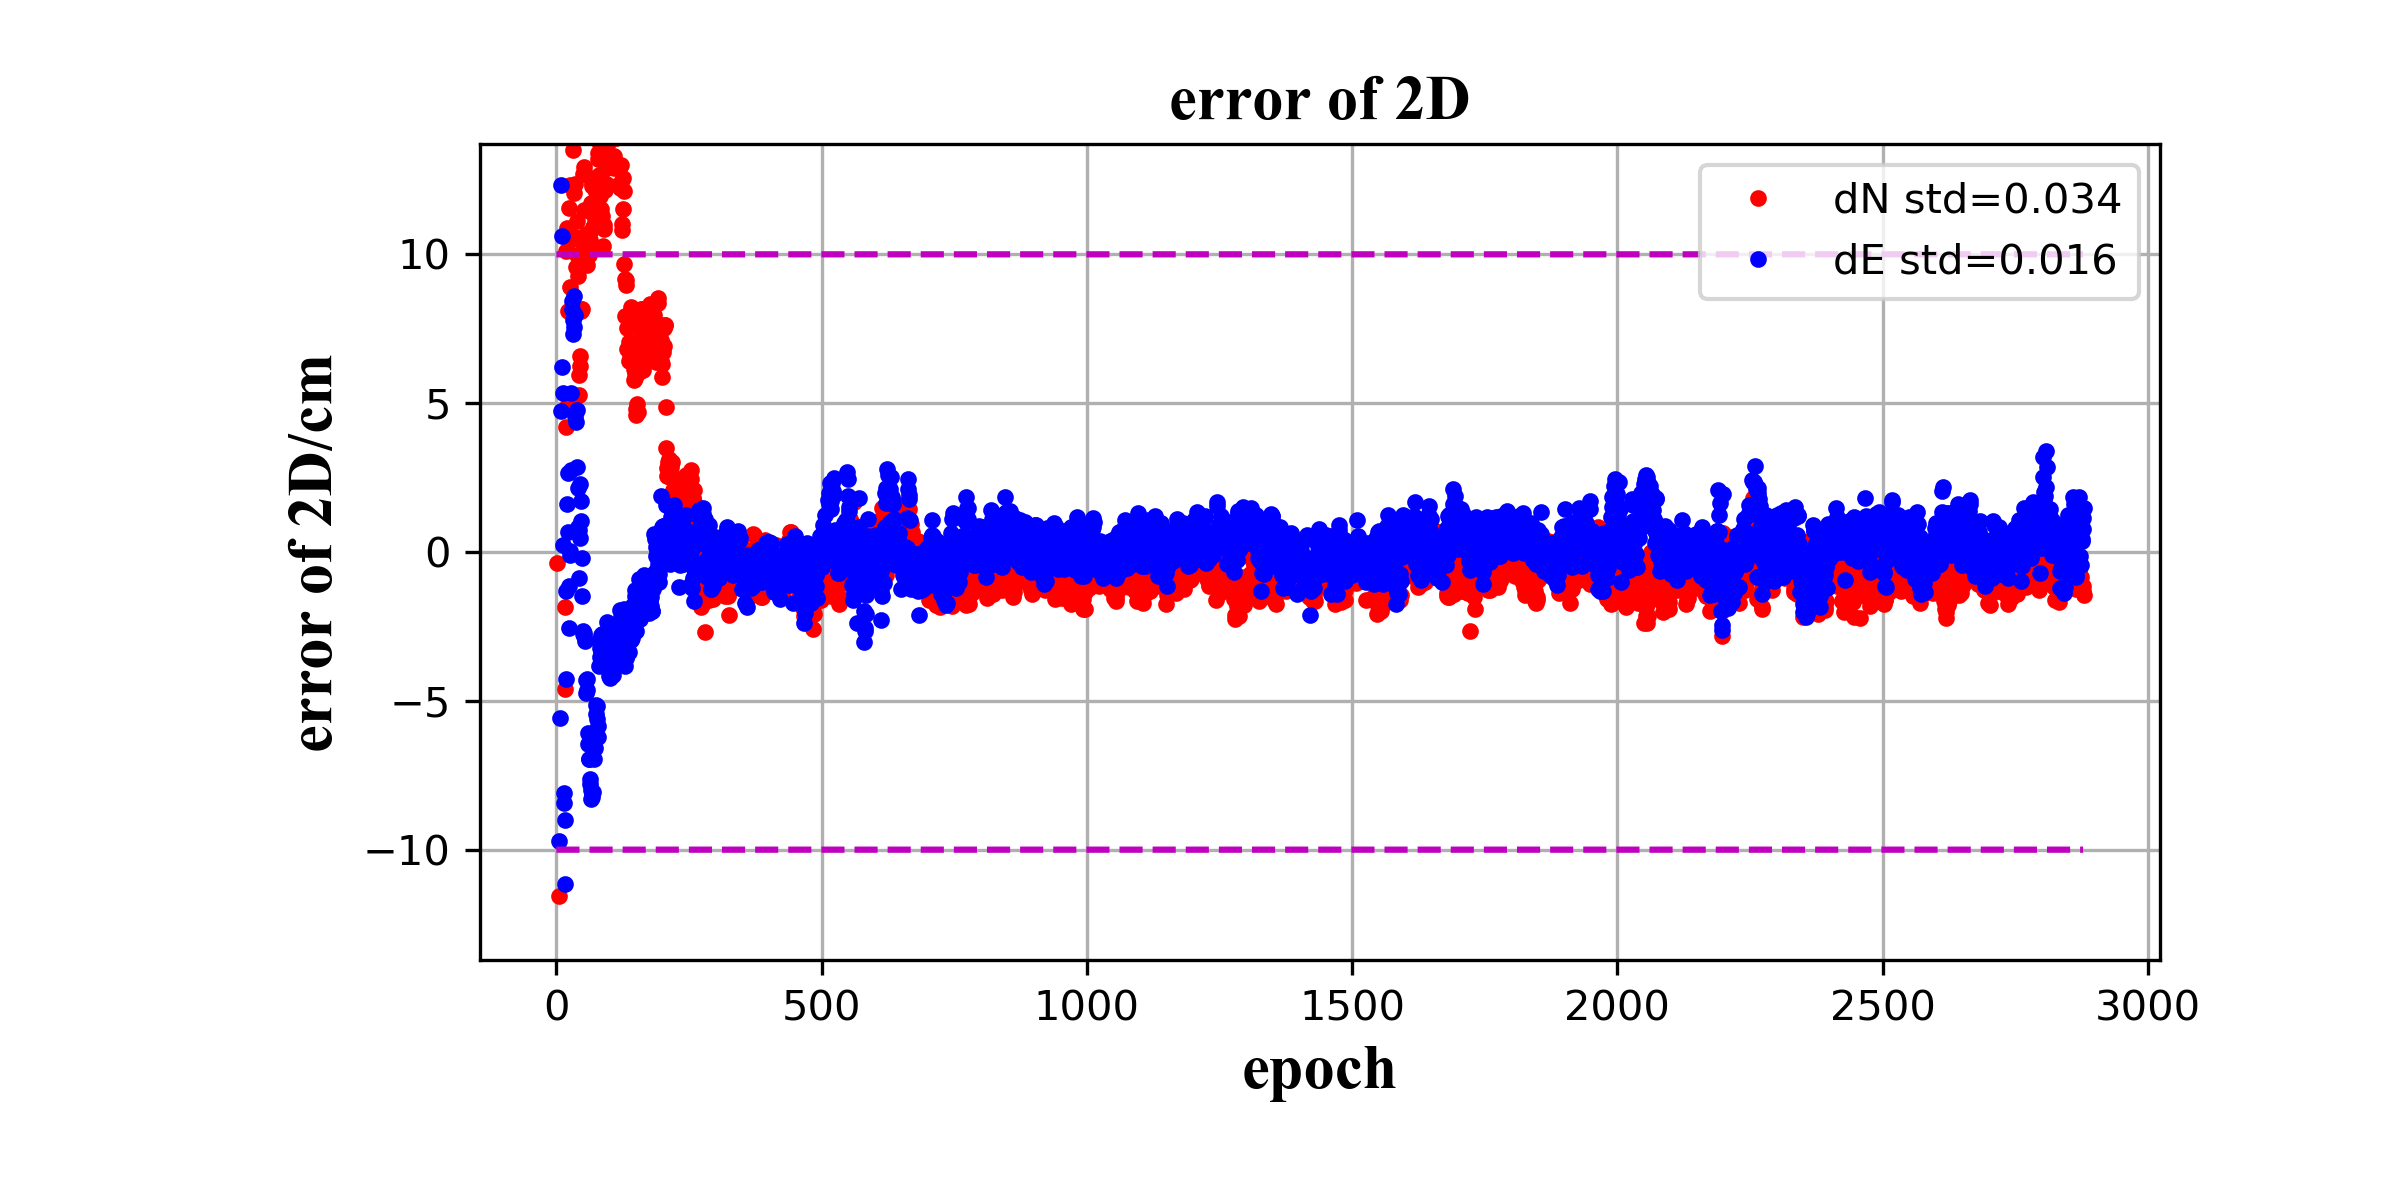 error of 2D
dN std=0.034
dE std=0.016
error of 2D/cm
10
5
0
−5
−10
0 500 1000 1500 2000 2500 3000
epoch